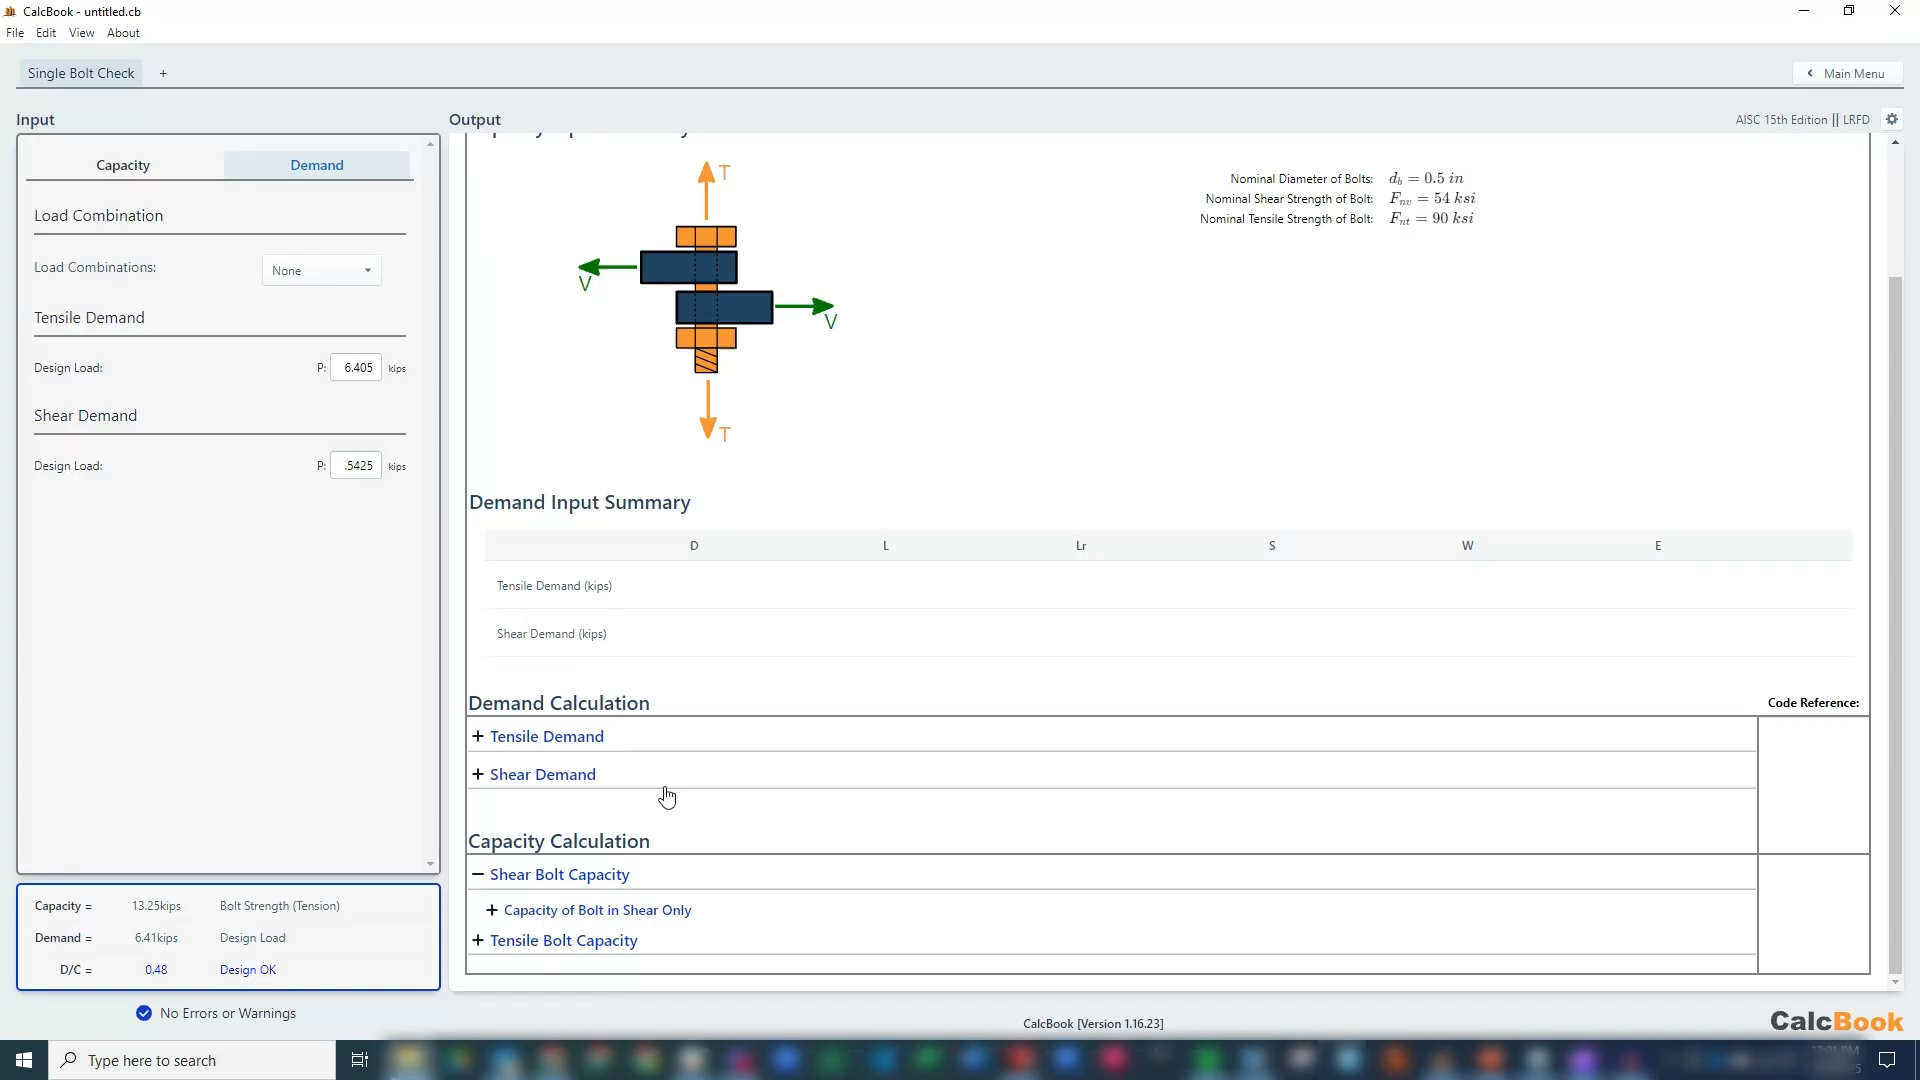 CalcBook - untitled.cb
File Edit View About
Single Bolt Check +
Main Menu
Input
Output
AISC 15th Edition || LRFD
Capacity Demand
Load Combination
Load Combinations: None
Tensile Demand
Design Load: P: 6.405 kips
Shear Demand
Design Load: P: .5425 kips
T
V
V
T
Nominal Diameter of Bolts: d_b = 0.5 in
Nominal Shear Strength of Bolt: F_nv = 54 ksi
Nominal Tensile Strength of Bolt: F_nt = 90 ksi
Demand Input Summary
D L Lr S W E
Tensile Demand (kips)
Shear Demand (kips)
Demand Calculation
Code Reference:
+ Tensile Demand
+ Shear Demand
Capacity Calculation
− Shear Bolt Capacity
+ Capacity of Bolt in Shear Only
+ Tensile Bolt Capacity
Capacity = 13.25kips Bolt Strength (Tension)
Demand = 6.41kips Design Load
D/C = 0.48 Design OK
No Errors or Warnings
CalcBook [Version 1.16.23]
CalcBook
Type here to search